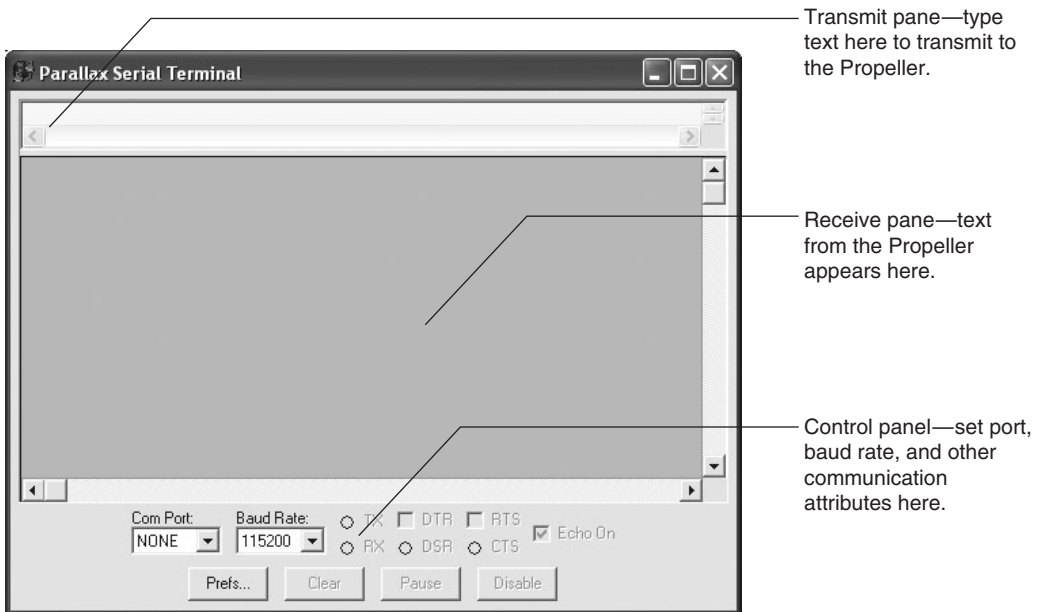 Transmit pane—type
text here to transmit to
the Propeller.
Parallax Serial Terminal
Receive pane—text
from the Propeller
appears here.
Control panel—set port,
baud rate, and other
communication
attributes here.
Com Port: Baud Rate: TX DTR RTS
NONE 115200 RX DSR CTS Echo On
Prefs... Clear Pause Disable